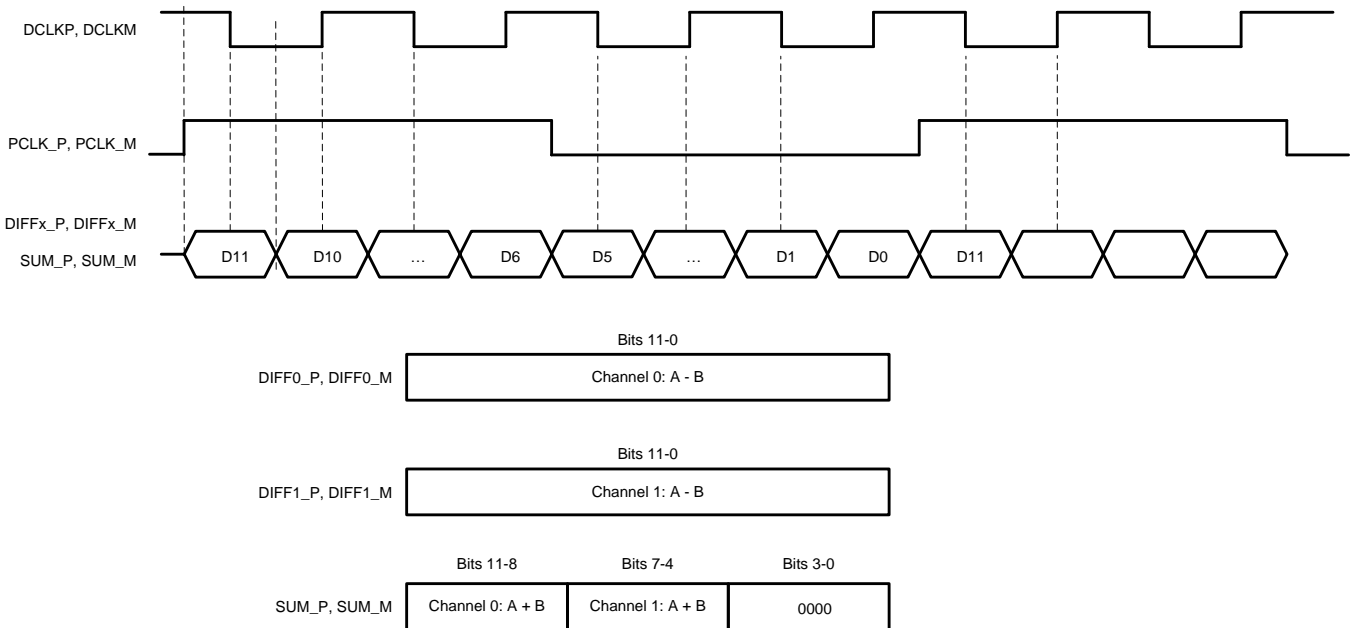 DCLKP, DCLKM
PCLK_P, PCLK_M
DIFFx_P, DIFFx_M
SUM_P, SUM_M
D11 D10 ... D6 D5 ... D1 D0 D11
Bits 11-0
DIFF0_P, DIFF0_M Channel 0: A - B
Bits 11-0
DIFF1_P, DIFF1_M Channel 1: A - B
Bits 11-8 Bits 7-4 Bits 3-0
SUM_P, SUM_M Channel 0: A + B Channel 1: A + B 0000